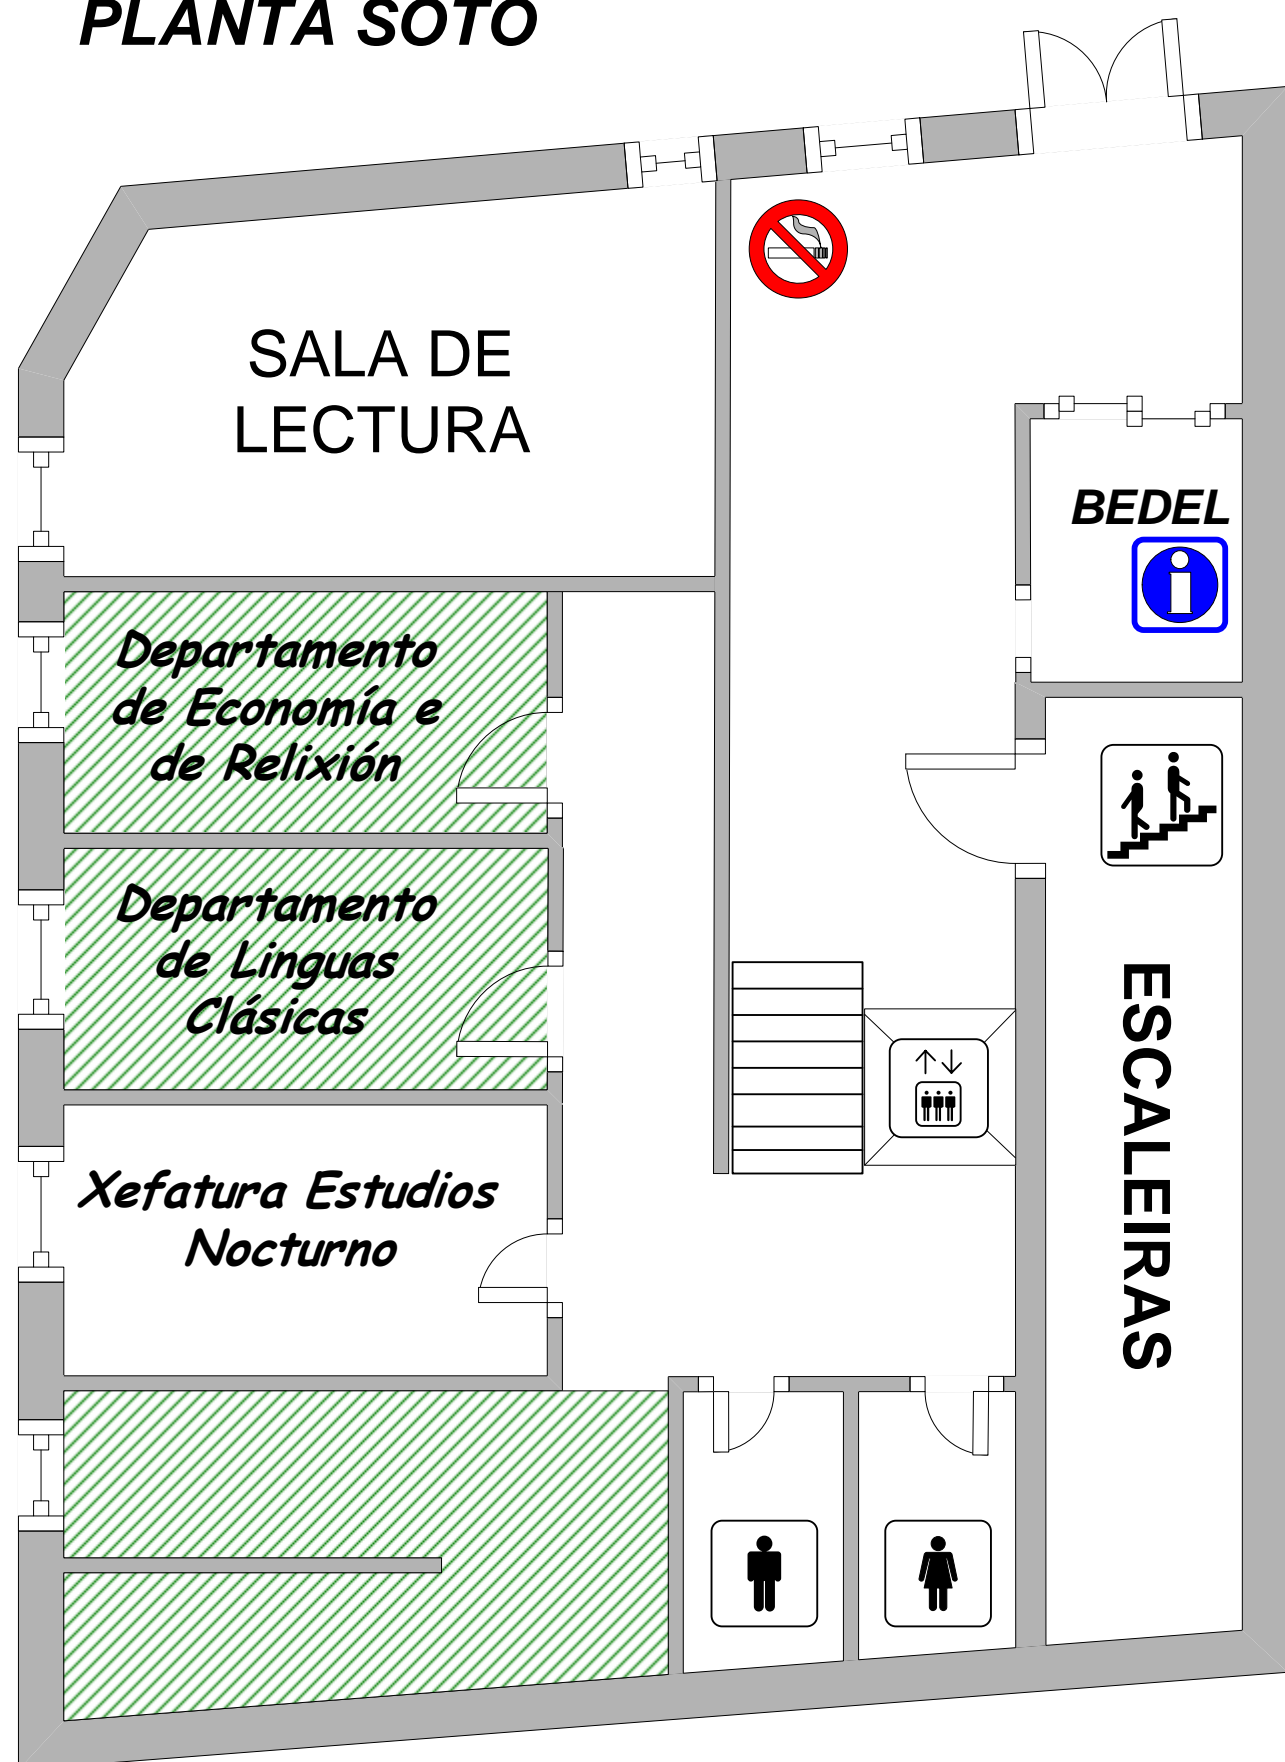 PLANTA SOTO
SALA DE
LECTURA
BEDEL
i
Departamento
de Economía e
de Relixión
Departamento
de Linguas
Clásicas
ESCALEIRAS
Xefatura Estudios
Nocturno